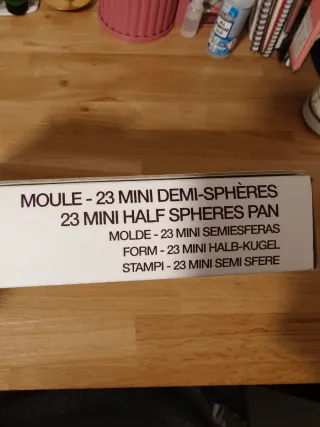 MOULE - 23 MINI DEMI-SPHÈRES
23 MINI HALF SPHERES PAN
MOLDE - 23 MINI SEMIESFERAS
FORM - 23 MINI HALB-KUGEL
STAMPI - 23 MINI SEMI SFERE